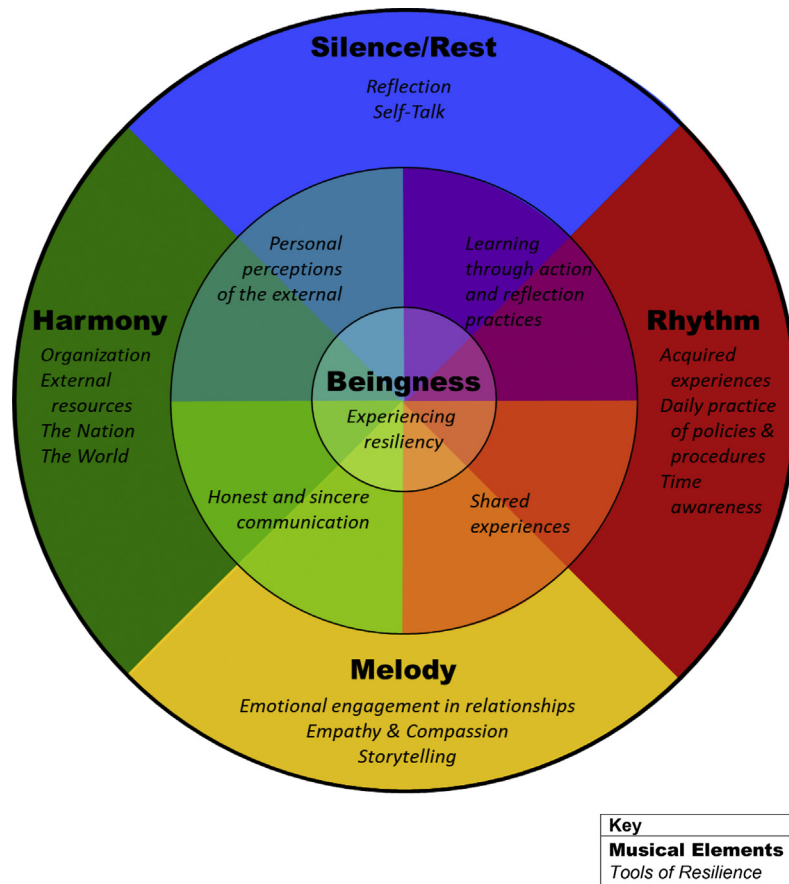 Silence/Rest
Reflection
Self-Talk
Personal
perceptions
of the external
Learning
through action
and reflection
practices
Harmony
Organization
External
resources
The Nation
The World
Beingness
Experiencing
resiliency
Rhythm
Acquired
experiences
Daily practice
of policies &
procedures
Time
awareness
Honest and sincere
communication
Shared
experiences
Melody
Emotional engagement in relationships
Empathy & Compassion
Storytelling
Key
Musical Elements
Tools of Resilience